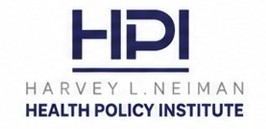 HPI
HARVEY L. NEIMAN
HEALTH POLICY INSTITUTE